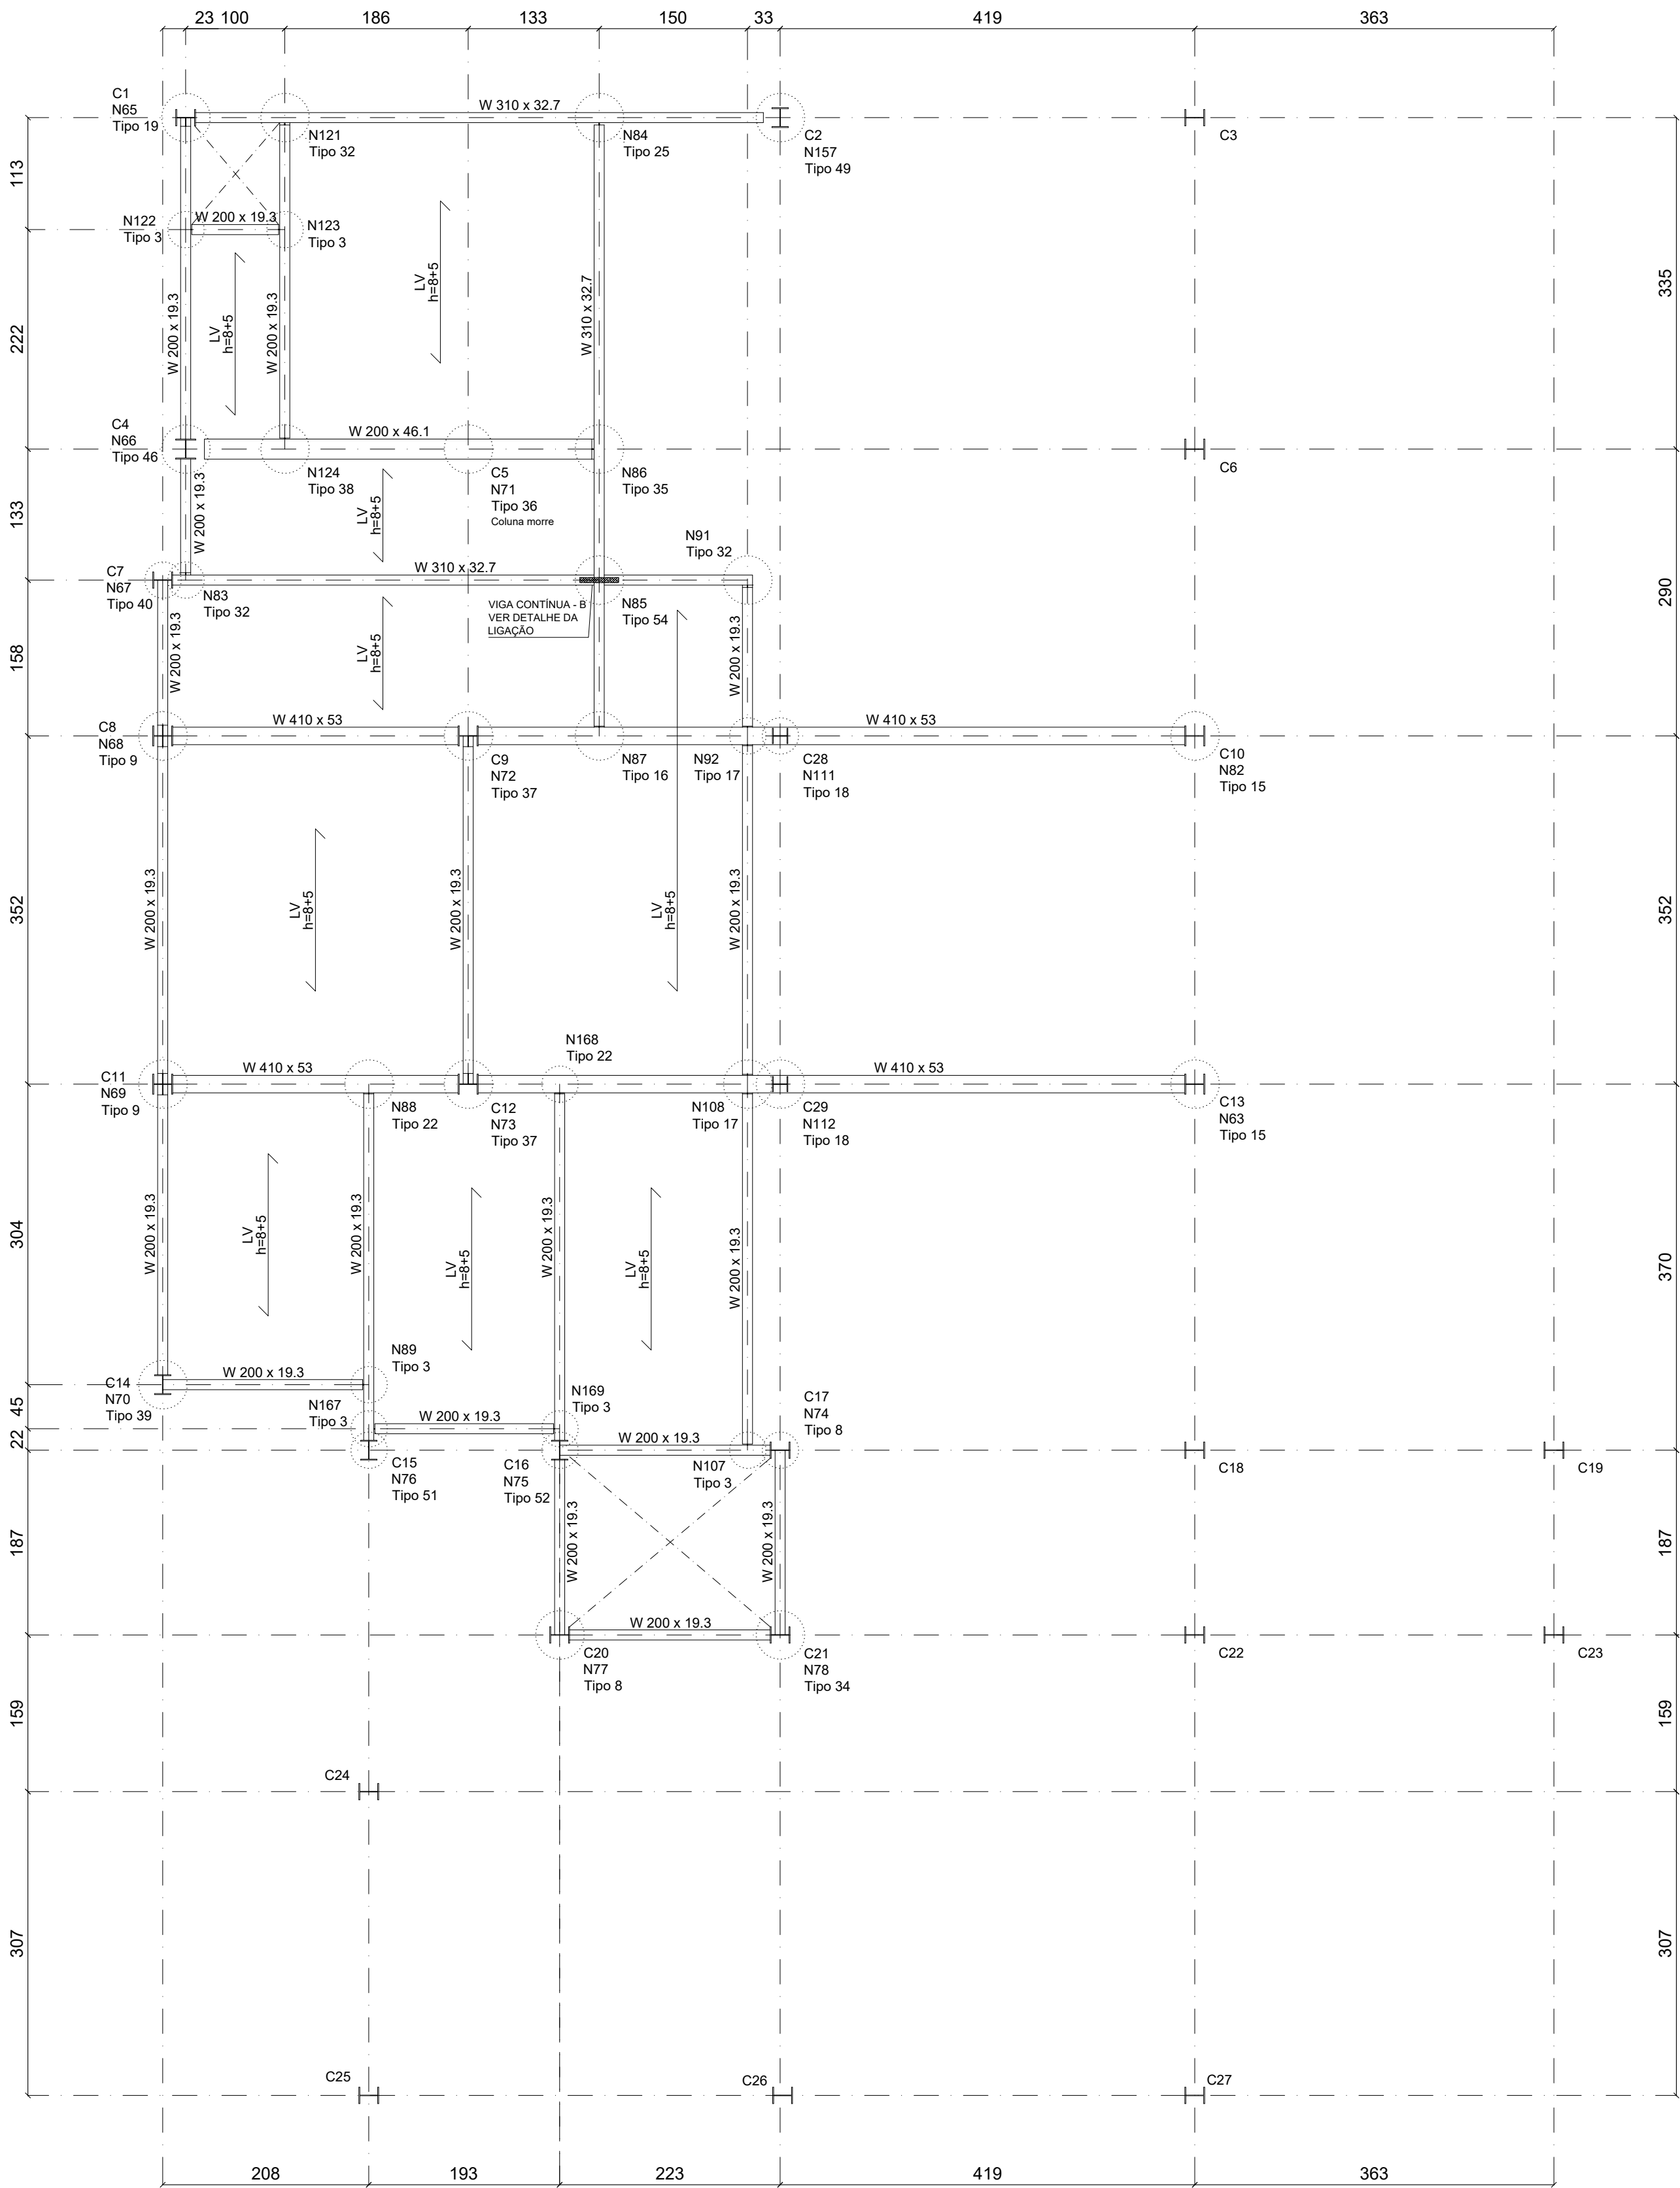 23 100 186 133 150 33 419 363
C1
N65
Tipo 19
W 310 x 32.7
N121
Tipo 32
N84
Tipo 25
C2
N157
Tipo 49
C3
113
N122
Tipo 3
W 200 x 19.3
N123
Tipo 3
LV
h=8+5
LV
h=8+5
W 200 x 19.3
W 200 x 19.3
W 310 x 32.7
222
335
C4
N66
Tipo 46
W 200 x 46.1
N124
Tipo 38
C5
N71
Tipo 36
Coluna morre
N86
Tipo 35
C6
133
W 200 x 19.3
LV
h=8+5
N91
Tipo 32
C7
N67
Tipo 40
W 310 x 32.7
N83
Tipo 32
VIGA CONTÍNUA - B
VER DETALHE DA
LIGAÇÃO
N85
Tipo 54
290
158
W 200 x 19.3
LV
h=8+5
W 200 x 19.3
C8
N68
Tipo 9
W 410 x 53
W 410 x 53
C9
N72
Tipo 37
N87
Tipo 16
N92
Tipo 17
C28
N111
Tipo 18
C10
N82
Tipo 15
352
W 200 x 19.3
LV
h=8+5
W 200 x 19.3
LV
h=8+5
W 200 x 19.3
352
N168
Tipo 22
C11
N69
Tipo 9
W 410 x 53
W 410 x 53
N88
Tipo 22
C12
N73
Tipo 37
N108
Tipo 17
C29
N112
Tipo 18
C13
N63
Tipo 15
304
W 200 x 19.3
LV
h=8+5
W 200 x 19.3
LV
h=8+5
W 200 x 19.3
LV
h=8+5
W 200 x 19.3
370
N89
Tipo 3
C14
N70
Tipo 39
W 200 x 19.3
45
N167
Tipo 3
W 200 x 19.3
N169
Tipo 3
C17
N74
Tipo 8
22
W 200 x 19.3
C15
N76
Tipo 51
C16
N75
Tipo 52
N107
Tipo 3
C18
C19
187
W 200 x 19.3
W 200 x 19.3
187
W 200 x 19.3
C20
N77
Tipo 8
C21
N78
Tipo 34
C22
C23
159
159
C24
307
307
C25
C26
C27
208 193 223 419 363